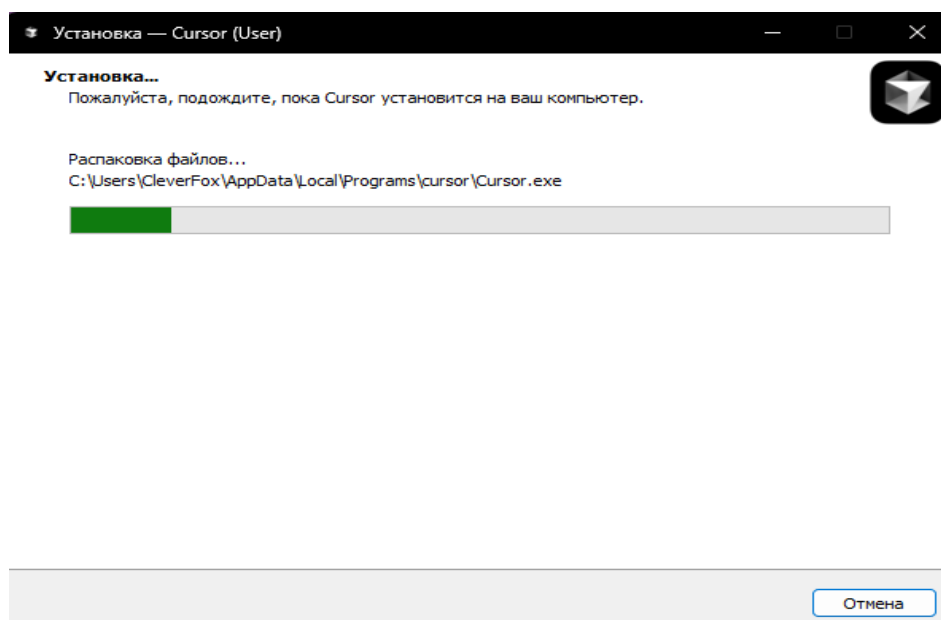 Установка — Cursor (User)
Установка...
Пожалуйста, подождите, пока Cursor установится на ваш компьютер.
Распаковка файлов...
C:\Users\CleverFox\AppData\Local\Programs\cursor\Cursor.exe
Отмена